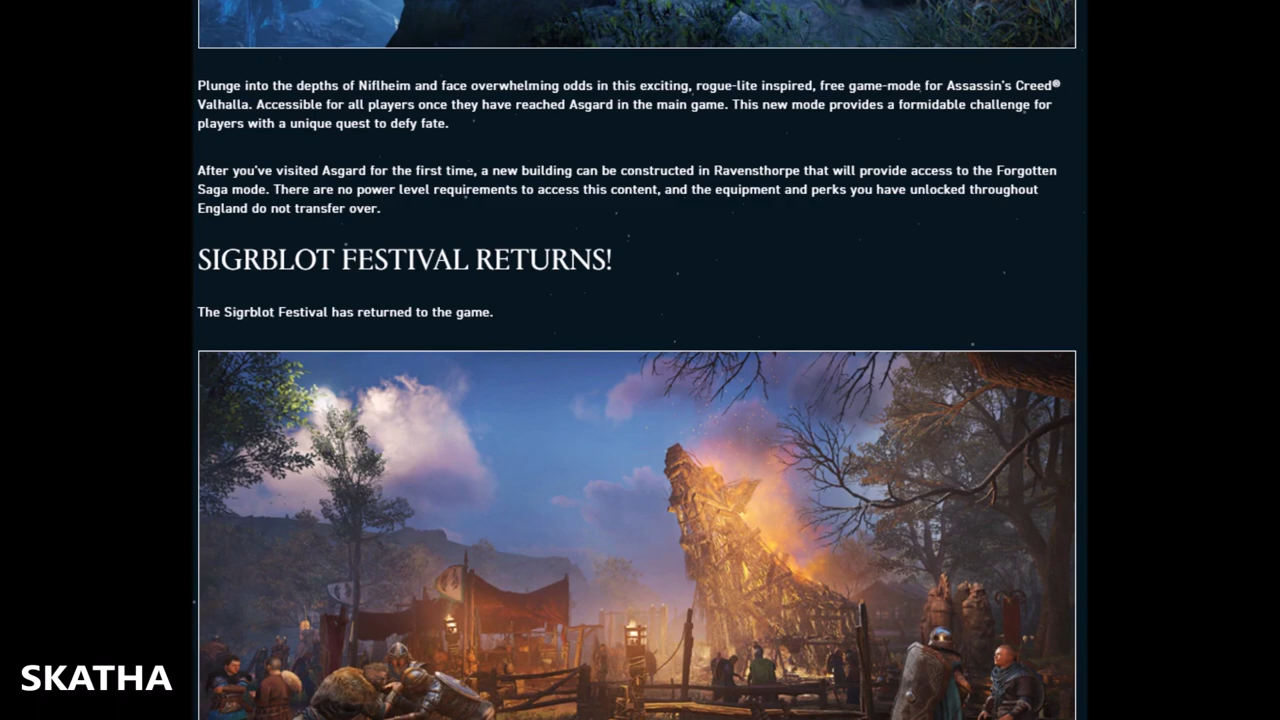 Plunge into the depths of Niflheim and face overwhelming odds in this exciting, rogue-lite inspired, free game-mode for Assassin's Creed®
Valhalla. Accessible for all players once they have reached Asgard in the main game. This new mode provides a formidable challenge for
players with a unique quest to defy fate.
After you've visited Asgard for the first time, a new building can be constructed in Ravensthorpe that will provide access to the Forgotten
Saga mode. There are no power level requirements to access this content, and the equipment and perks you have unlocked throughout
England do not transfer over.
SIGRBLOT FESTIVAL RETURNS!
The Sigrblot Festival has returned to the game.
SKATHA